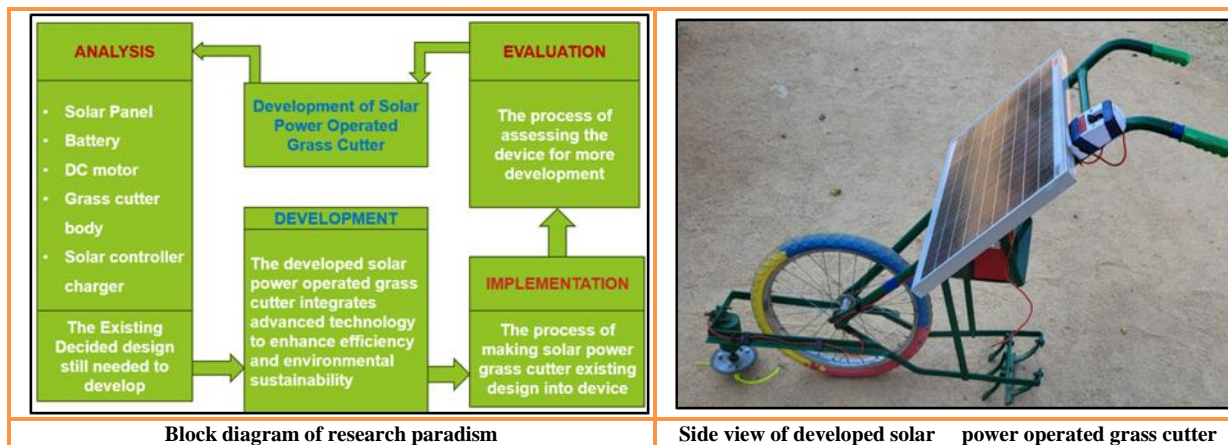 ANALYSIS
• Solar Panel
• Battery
• DC motor
• Grass cutter
body
• Solar controller
charger
The Existing
Decided design
still needed to
develop
Development of Solar
Power Operated
Grass Cutter
DEVELOPMENT
The developed solar
power operated grass
cutter integrates
advanced technology
to enhance efficiency
and environmental
sustainability
EVALUATION
The process of
assessing the
device for more
development
IMPLEMENTATION
The process of
making solar power
grass cutter existing
design into device
Block diagram of research paradism
Side view of developed solar power operated grass cutter